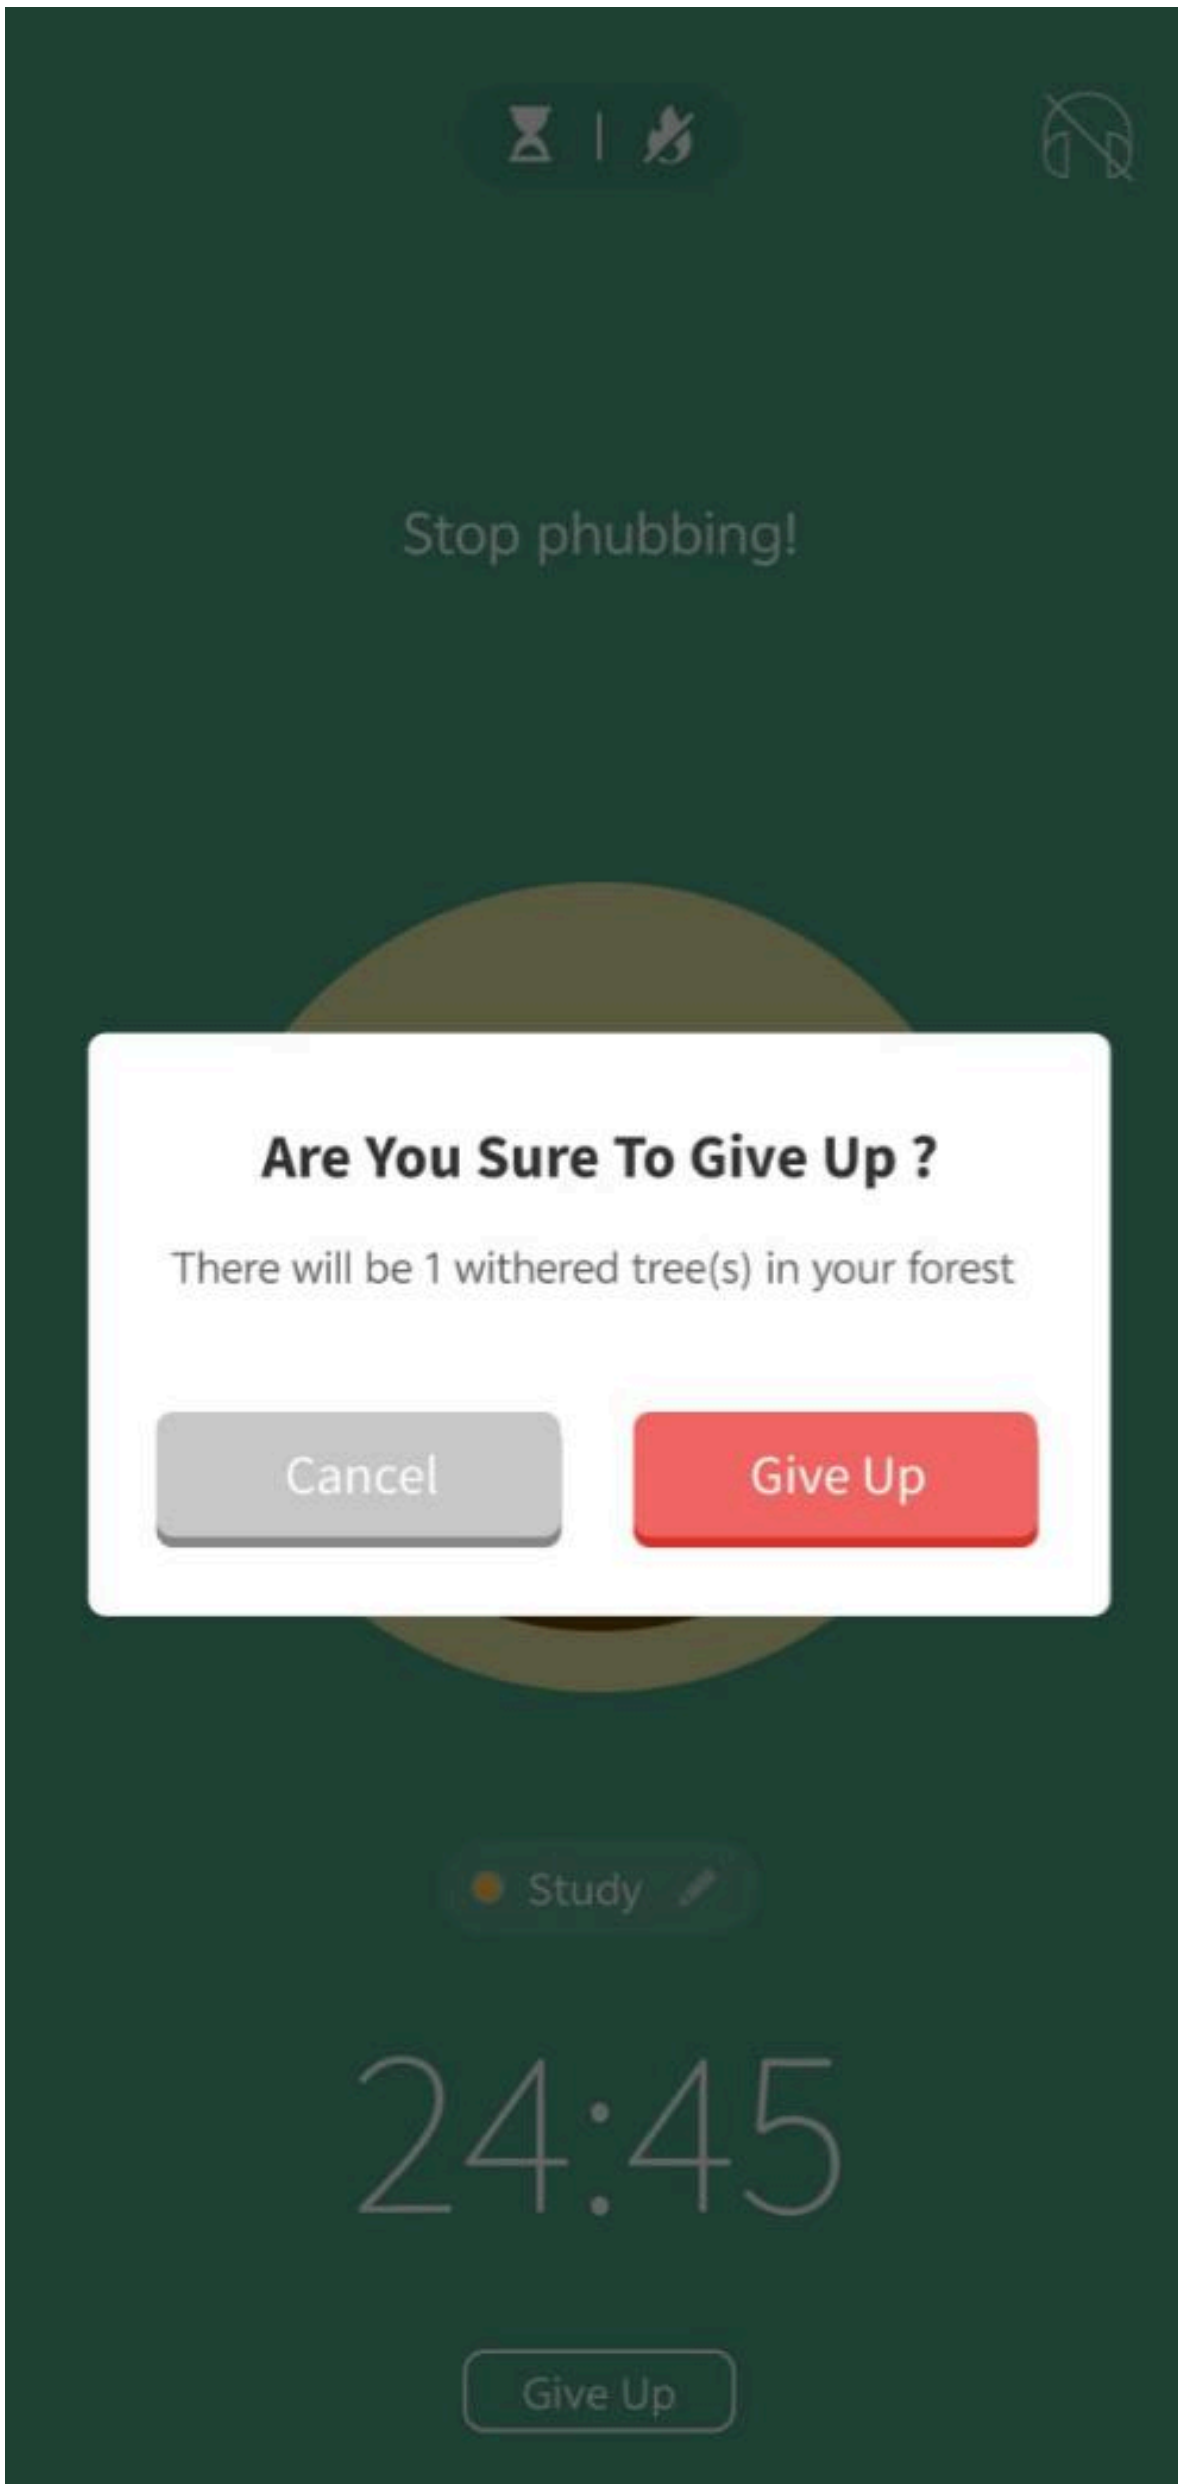 Stop phubbing!
Are You Sure To Give Up ?
There will be 1 withered tree(s) in your forest
Cancel
Give Up
Study
24:45
Give Up